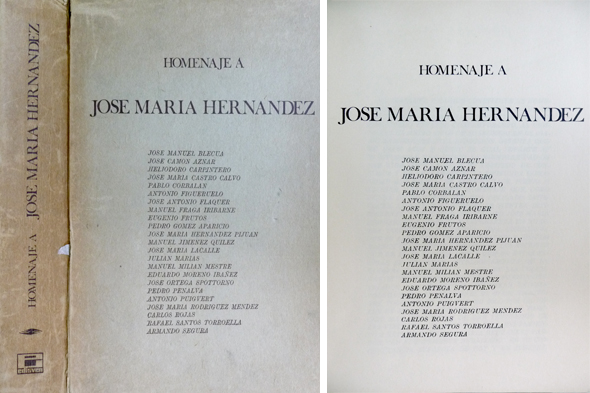 HOMENAJE A JOSE MARIA HERNANDEZ
HOMENAJE A
JOSE MARIA HERNANDEZ
JOSE MANUEL BLECUA
JOSE CAMON AZNAR
HELIODORO CARPINTERO
JOSE MARIA CASTRO CALVO
PABLO CORBALAN
ANTONIO FIGUERUELO
JOSE ANTONIO FLAQUER
MANUEL FRAGA IRIBARNE
EUGENIO FRUTOS
PEDRO GOMEZ APARICIO
JOSE MARIA HERNANDEZ PIJUAN
MANUEL JIMENEZ QUILEZ
JOSE MARIA LACALLE
JULIAN MARIAS
MANUEL MILIAN MESTRE
EDUARDO MORENO IBAÑEZ
JOSE ORTEGA SPOTTORNO
PEDRO PENALVA
ANTONIO PUIGVERT
JOSE MARIA RODRIGUEZ MENDEZ
CARLOS ROJAS
RAFAEL SANTOS TORROELLA
ARMANDO SEGURA
HOMENAJE A
JOSE MARIA HERNANDEZ
JOSE MANUEL BLECUA
JOSE CAMON AZNAR
HELIODORO CARPINTERO
JOSE MARIA CASTRO CALVO
PABLO CORBALAN
ANTONIO FIGUERUELO
JOSE ANTONIO FLAQUER
MANUEL FRAGA IRIBARNE
EUGENIO FRUTOS
PEDRO GOMEZ APARICIO
JOSE MARIA HERNANDEZ PIJUAN
MANUEL JIMENEZ QUILEZ
JOSE MARIA LACALLE
JULIAN MARIAS
MANUEL MILIAN MESTRE
EDUARDO MORENO IBAÑEZ
JOSE ORTEGA SPOTTORNO
PEDRO PENALVA
ANTONIO PUIGVERT
JOSE MARIA RODRIGUEZ MENDEZ
CARLOS ROJAS
RAFAEL SANTOS TORROELLA
ARMANDO SEGURA